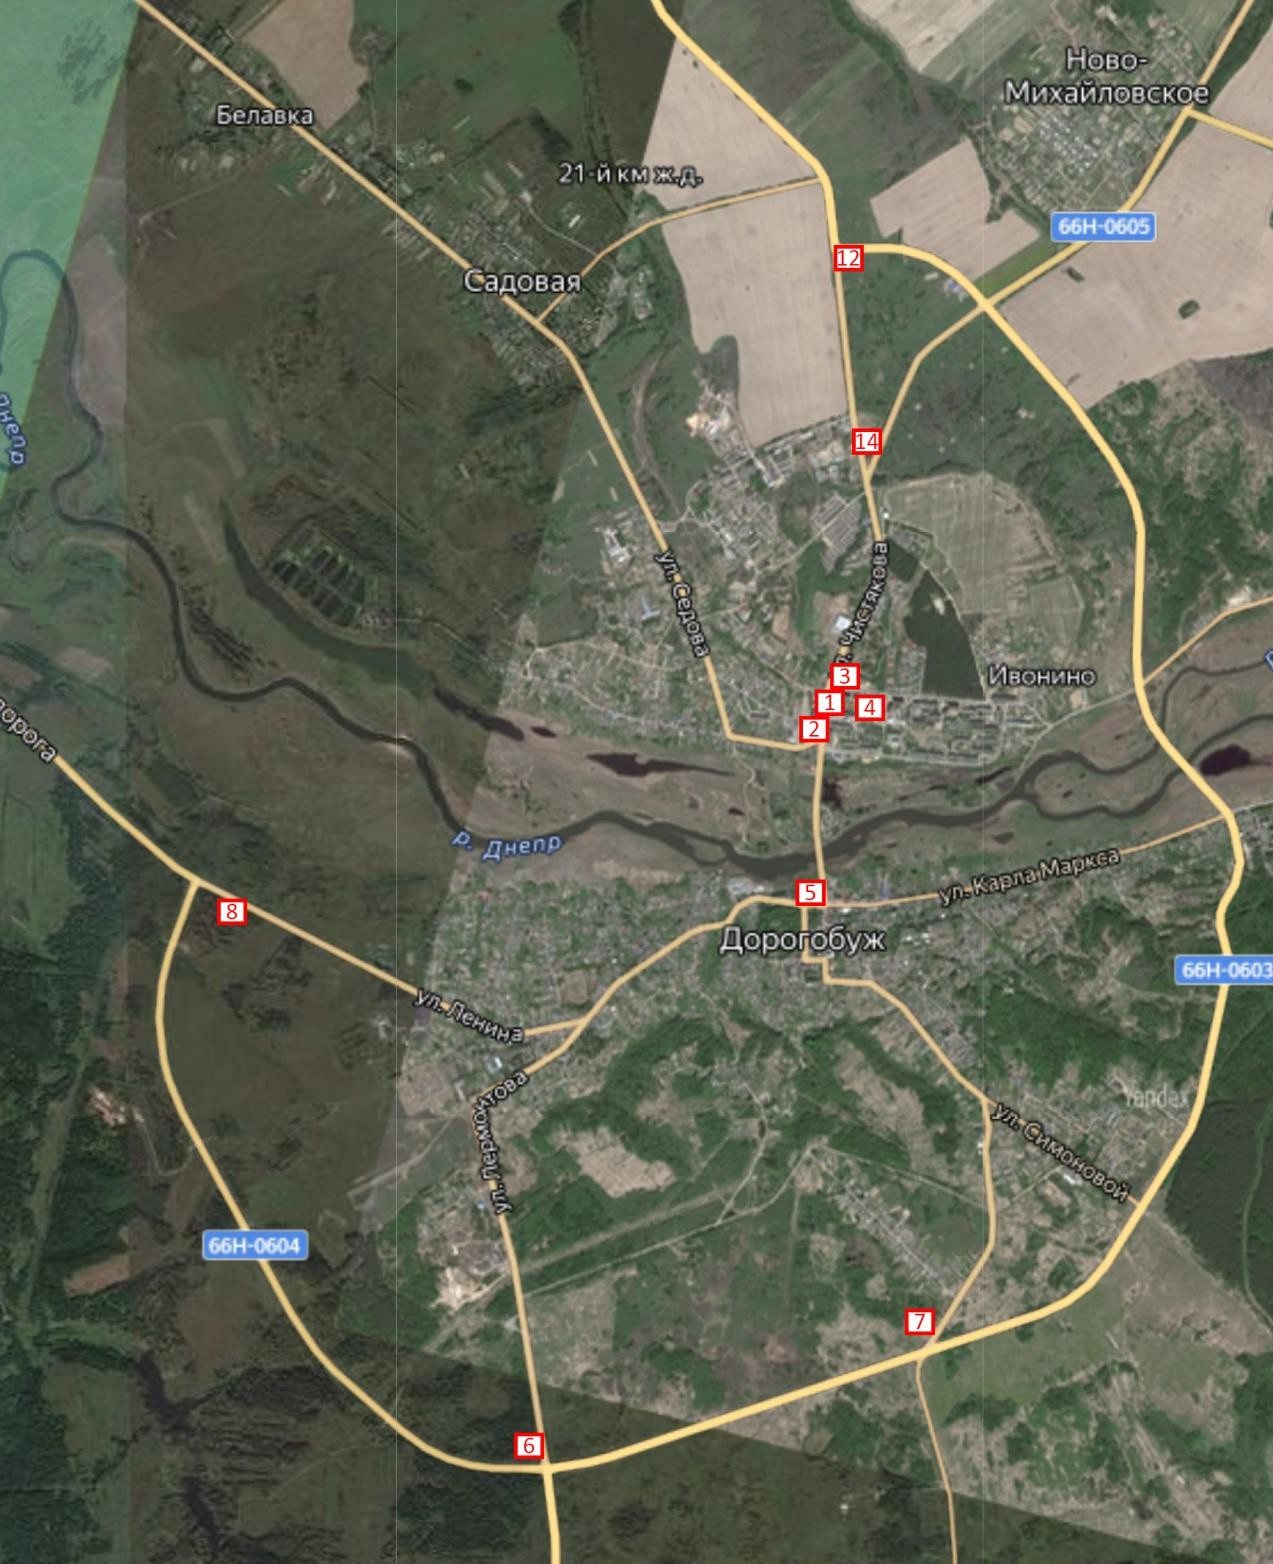 Белавка
Ново-
Михайловское
21-й км ж.д.
66Н-0605
12
Садовая
Днепр
14
ул. Седова
ул. Чистякова
3
Ивонино
1
4
2
дорога
р. Днепр
ул. Карла Маркса
5
8
Дорогобуж
66Н-0603
ул. Ленина
Yandex
ул. Симоновой
66Н-0604
7
6